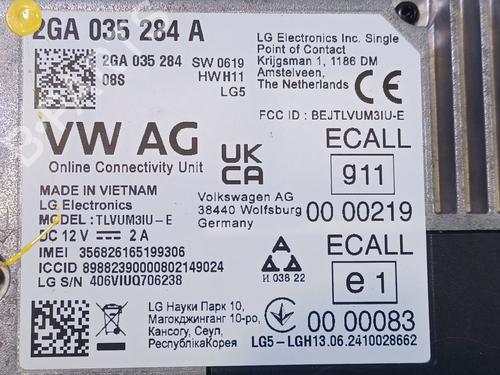 2GA 035 284 A
2GA 035 284 SW 0619
08S HWH11
LG5
LG Electronics Inc. Single
Point of Contact
Krijgsman 1, 1186 DM
Amstelveen,
The Netherlands CE
FCC ID : BEJTLVUM3IU-E
VW AG
Online Connectivity Unit
UK
CA
ECALL
g11
00 00219
MADE IN VIETNAM
LG Electronics
MODEL : TLVUM3IU-E
DC 12 V 2 A
IMEI 356826165199306
ICCID 89882390000802149024
LG S/N 406VIUQ706238
Volkswagen AG
38440 Wolfsburg
Germany
И 038 22
ECALL
e1
00 00083
LG Науки Парк 10,
Магокджинганг 10-ро,
Кангсогу, Сеул,
РеспубликаКорея
LG5-LGH13.06.2410028662